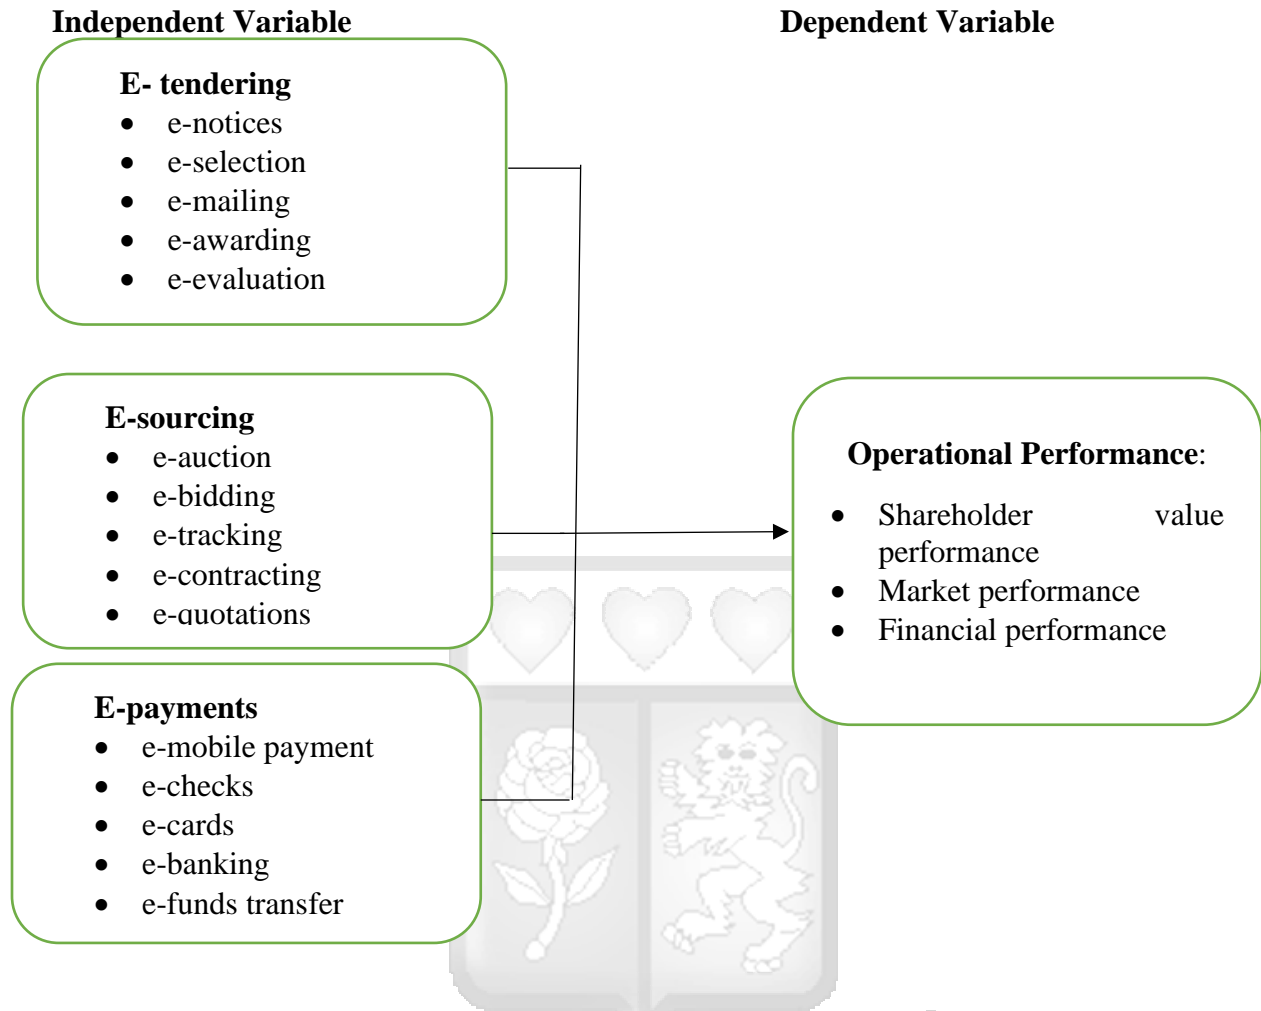 Independent Variable
Dependent Variable
E- tendering
• e-notices
• e-selection
• e-mailing
• e-awarding
• e-evaluation
E-sourcing
• e-auction
• e-bidding
• e-tracking
• e-contracting
• e-quotations
E-payments
• e-mobile payment
• e-checks
• e-cards
• e-banking
• e-funds transfer
Operational Performance:
• Shareholder value
performance
• Market performance
• Financial performance